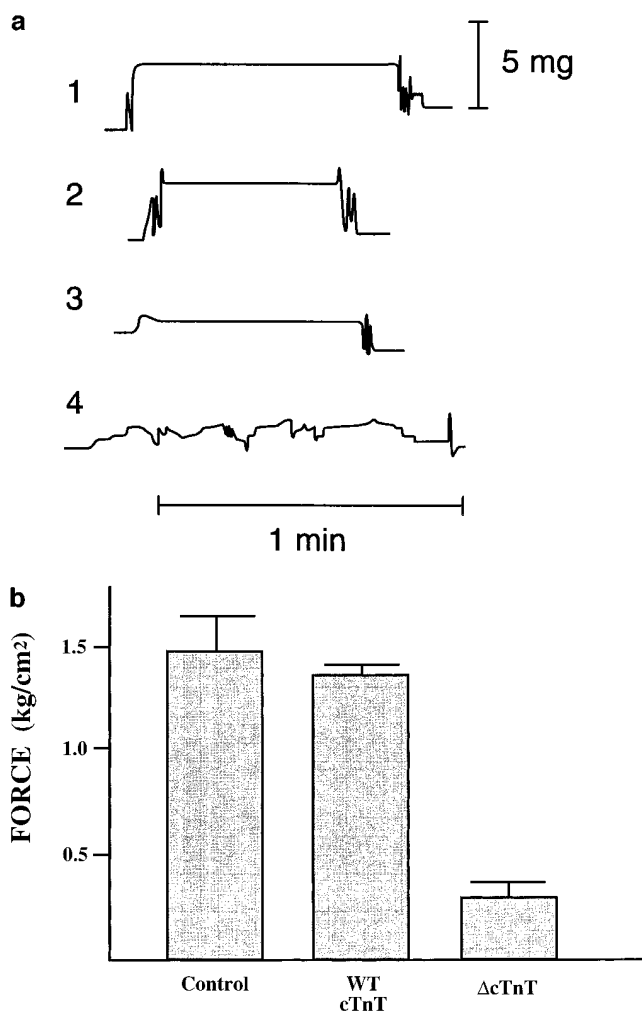 a
5 mg
1
2
3
4
1 min
b
FORCE (kg/cm²)
1.5
1.0
0.5
Control
WT
cTnT
ΔcTnT